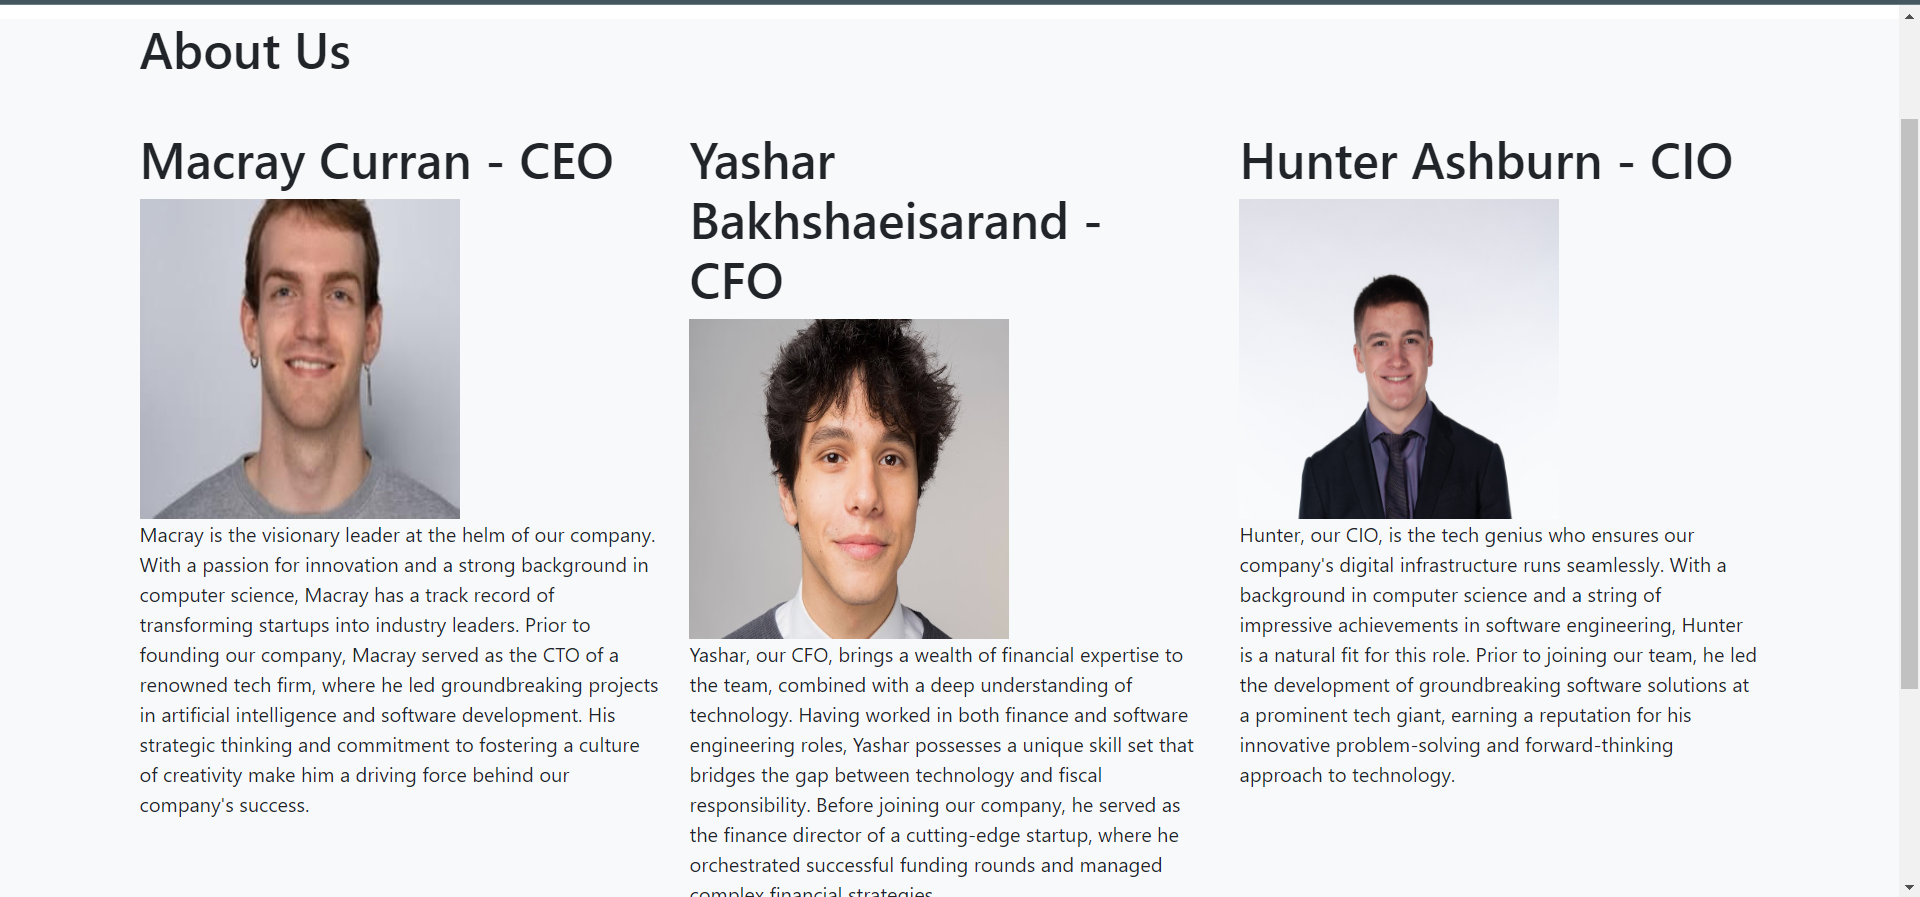 About Us
Macray Curran - CEO
Macray is the visionary leader at the helm of our company.
With a passion for innovation and a strong background in
computer science, Macray has a track record of
transforming startups into industry leaders. Prior to
founding our company, Macray served as the CTO of a
renowned tech firm, where he led groundbreaking projects
in artificial intelligence and software development. His
strategic thinking and commitment to fostering a culture
of creativity make him a driving force behind our
company's success.
Yashar
Bakhshaeisarand -
CFO
Yashar, our CFO, brings a wealth of financial expertise to
the team, combined with a deep understanding of
technology. Having worked in both finance and software
engineering roles, Yashar possesses a unique skill set that
bridges the gap between technology and fiscal
responsibility. Before joining our company, he served as
the finance director of a cutting-edge startup, where he
orchestrated successful funding rounds and managed
complex financial strategies.
Hunter Ashburn - CIO
Hunter, our CIO, is the tech genius who ensures our
company's digital infrastructure runs seamlessly. With a
background in computer science and a string of
impressive achievements in software engineering, Hunter
is a natural fit for this role. Prior to joining our team, he led
the development of groundbreaking software solutions at
a prominent tech giant, earning a reputation for his
innovative problem-solving and forward-thinking
approach to technology.